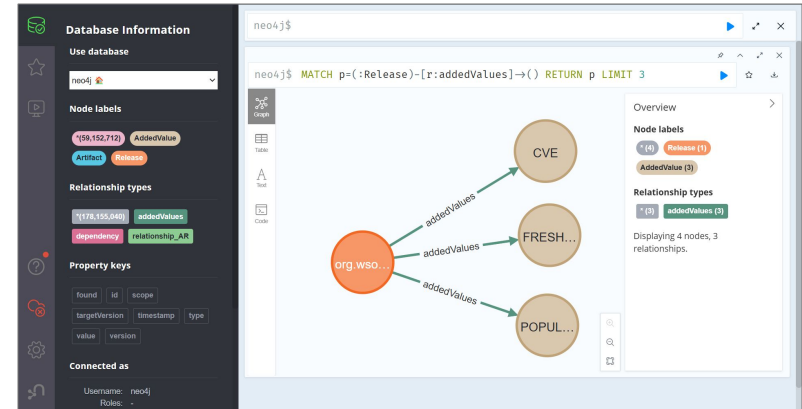 Database Information
Use database
neo4j
Node labels
*(59,152,712) AddedValue
Artifact Release
Relationship types
*(178,155,040) addedValues
dependency relationship_AR
Property keys
found id scope
targetVersion timestamp type
value version
Connected as
Username: neo4j
Roles: -
neo4j$
neo4j$ MATCH p=(:Release)-[r:addedValues]→() RETURN p LIMIT 3
Graph
Table
A
Text
Code
CVE
addedValues
FRESH...
addedValues
org.wso...
addedValues
POPUL...
Overview
Node labels
* (4) Release (1)
AddedValue (3)
Relationship types
* (3) addedValues (3)
Displaying 4 nodes, 3
relationships.